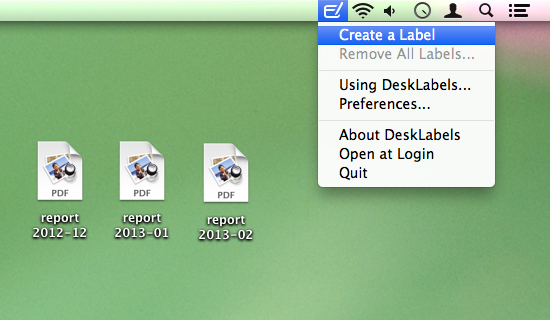 Create a Label
Remove All Labels...
Using DeskLabels...
Preferences...
About DeskLabels
Open at Login
Quit
PDF
PDF
PDF
report
2012-12
report
2013-01
report
2013-02